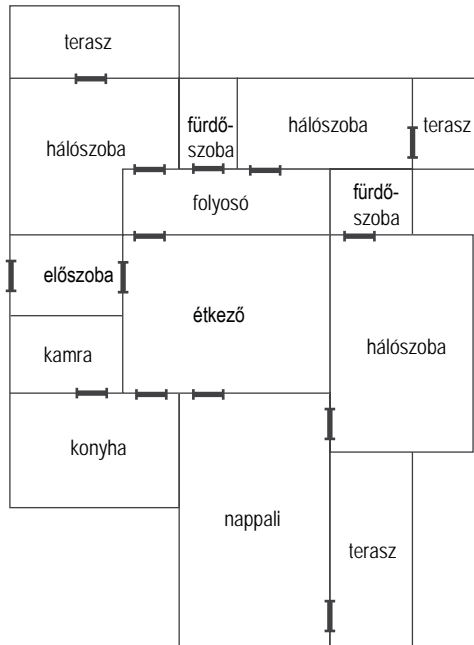 terasz
hálószoba
fürdő-
szoba
hálószoba
terasz
folyosó
fürdő-
szoba
előszoba
étkező
hálószoba
kamra
konyha
nappali
terasz